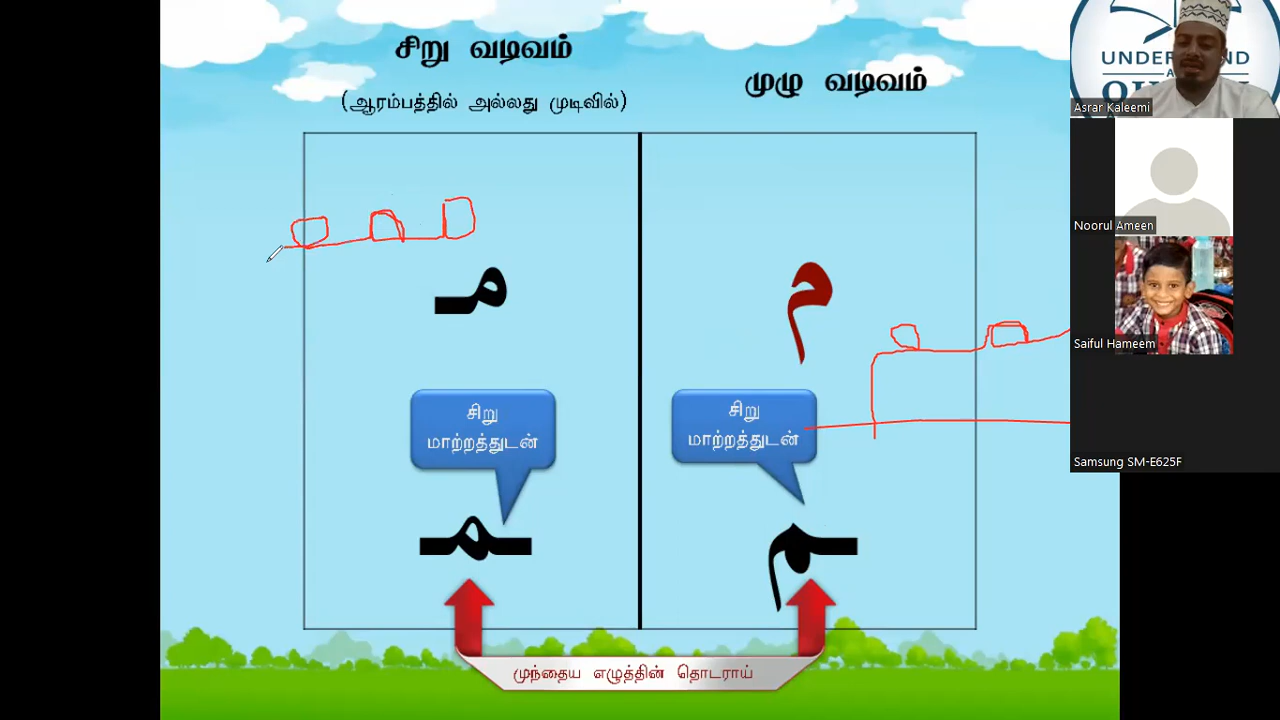 சிறு வடிவம்
(ஆரம்பத்தில் அல்லது முடிவில்)
முழு வடிவம்
مـ
م
சிறு
மாற்றத்துடன்
சிறு
மாற்றத்துடன்
ـمـ
ـم
முந்தைய எழுத்தின் தொடராய்
Asrar Kaleemi
Noorul Ameen
Saiful Hameem
Samsung SM-E625F